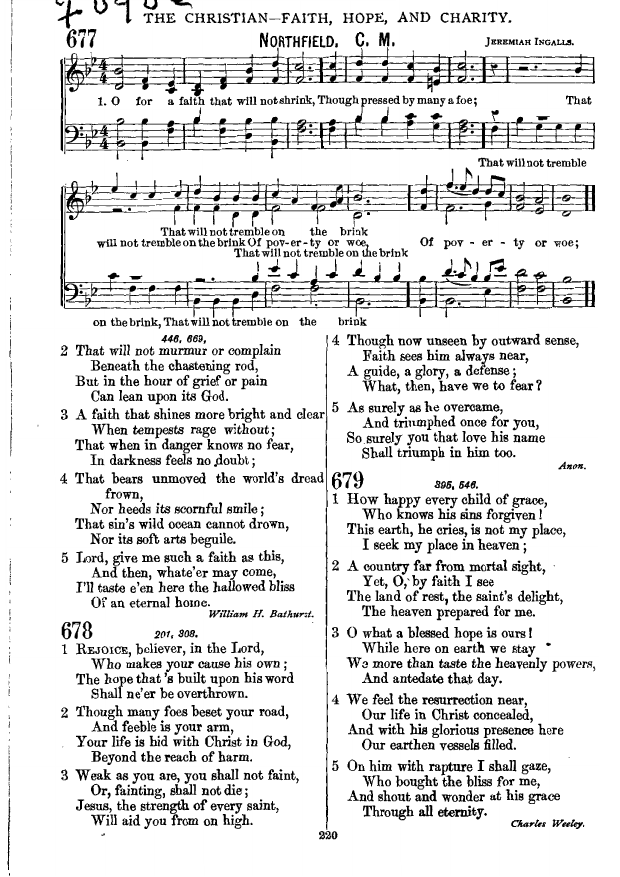 THE CHRISTIAN—FAITH, HOPE, AND CHARITY.
677
NORTHFIELD. C. M.
JEREMIAH INGALLS.
1. O for a faith that will not shrink, Though pressed by many a foe; That
That will not tremble
That will not tremble on the brink
will not tremble on the brink Of pov-er-ty or woe, Of pov - er - ty or woe;
That will not tremble on the brink
on the brink, That will not tremble on the brink
446, 669,
2 That will not murmur or complain
Beneath the chastening rod,
But in the hour of grief or pain
Can lean upon its God.
3 A faith that shines more bright and clear
When tempests rage without;
That when in danger knows no fear,
In darkness feels no doubt;
4 That bears unmoved the world's dread
frown,
Nor heeds its scornful smile;
That sin's wild ocean cannot drown,
Nor its soft arts beguile.
5 Lord, give me such a faith as this,
And then, whate'er may come,
I'll taste e'en here the hallowed bliss
Of an eternal home.
William H. Bathurst.
678
201, 308.
1 REJOICE, believer, in the Lord,
Who makes your cause his own;
The hope that's built upon his word
Shall ne'er be overthrown.
2 Though many foes beset your road,
And feeble is your arm,
Your life is hid with Christ in God,
Beyond the reach of harm.
3 Weak as you are, you shall not faint,
Or, fainting, shall not die;
Jesus, the strength of every saint,
Will aid you from on high.
4 Though now unseen by outward sense,
Faith sees him always near,
A guide, a glory, a defense;
What, then, have we to fear?
5 As surely as he overcame,
And triumphed once for you,
So surely you that love his name
Shall triumph in him too.
Anon.
679
395, 546.
1 How happy every child of grace,
Who knows his sins forgiven!
This earth, he cries, is not my place,
I seek my place in heaven;
2 A country far from mortal sight,
Yet, O, by faith I see
The land of rest, the saint's delight,
The heaven prepared for me.
3 O what a blessed hope is ours!
While here on earth we stay
We more than taste the heavenly powers,
And antedate that day.
4 We feel the resurrection near,
Our life in Christ concealed,
And with his glorious presence here
Our earthen vessels filled.
5 On him with rapture I shall gaze,
Who bought the bliss for me,
And shout and wonder at his grace
Through all eternity.
Charles Wesley.
220